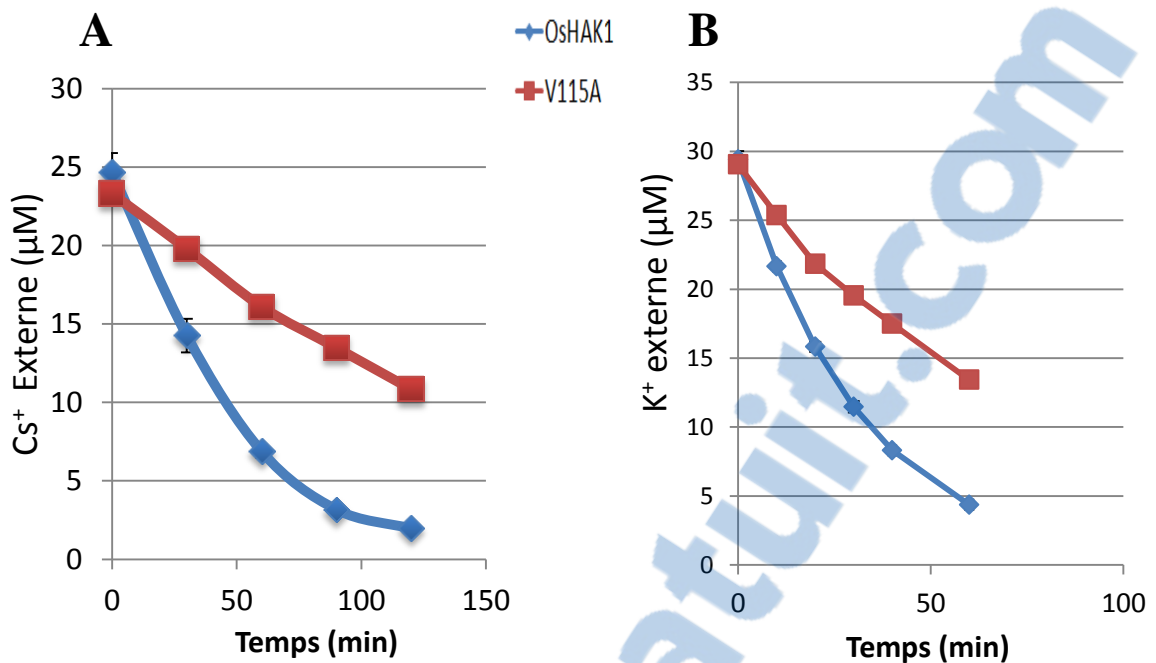 A
OsHAK1
V115A
Cs⁺ Externe (µM)
30
25
20
15
10
5
0
0
50
100
150
Temps (min)
B
K⁺ externe (µM)
35
30
25
20
15
10
5
0
0
50
100
Temps (min)
atuit.com